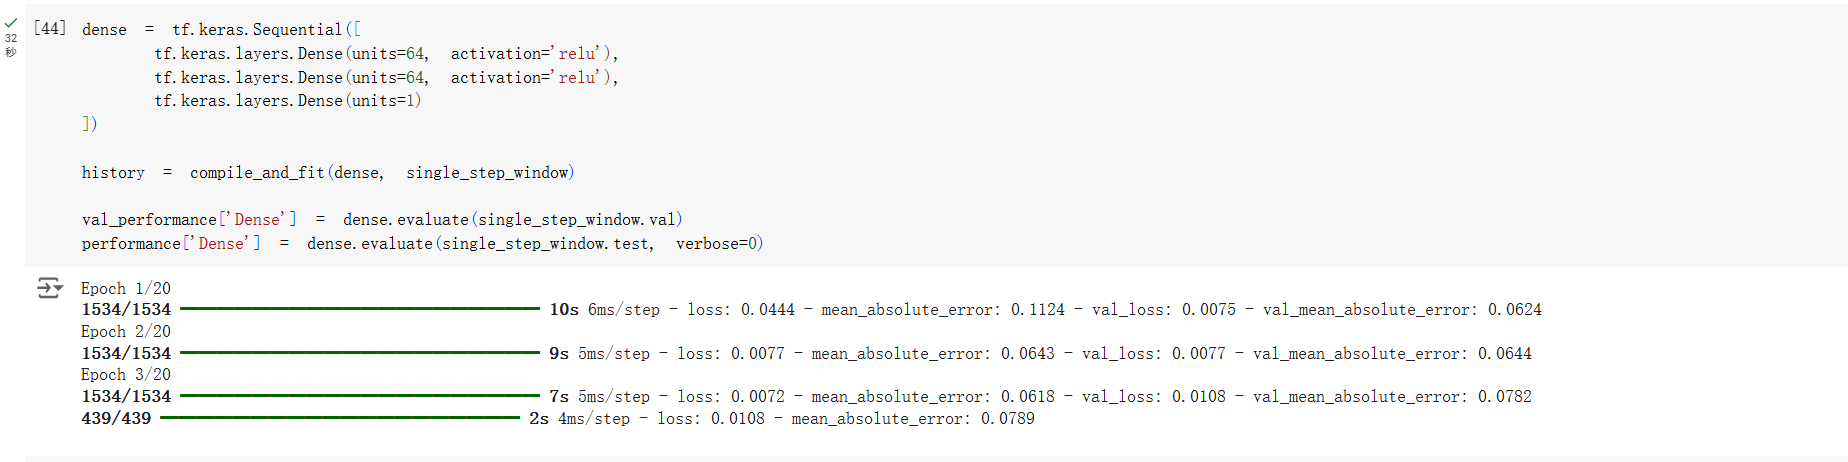 [44] dense = tf.keras.Sequential([
32
秒
tf.keras.layers.Dense(units=64, activation='relu'),
tf.keras.layers.Dense(units=64, activation='relu'),
tf.keras.layers.Dense(units=1)
])
history = compile_and_fit(dense, single_step_window)
val_performance['Dense'] = dense.evaluate(single_step_window.val)
performance['Dense'] = dense.evaluate(single_step_window.test, verbose=0)
Epoch 1/20
1534/1534 10s 6ms/step - loss: 0.0444 - mean_absolute_error: 0.1124 - val_loss: 0.0075 - val_mean_absolute_error: 0.0624
Epoch 2/20
1534/1534 9s 5ms/step - loss: 0.0077 - mean_absolute_error: 0.0643 - val_loss: 0.0077 - val_mean_absolute_error: 0.0644
Epoch 3/20
1534/1534 7s 5ms/step - loss: 0.0072 - mean_absolute_error: 0.0618 - val_loss: 0.0108 - val_mean_absolute_error: 0.0782
439/439 2s 4ms/step - loss: 0.0108 - mean_absolute_error: 0.0789